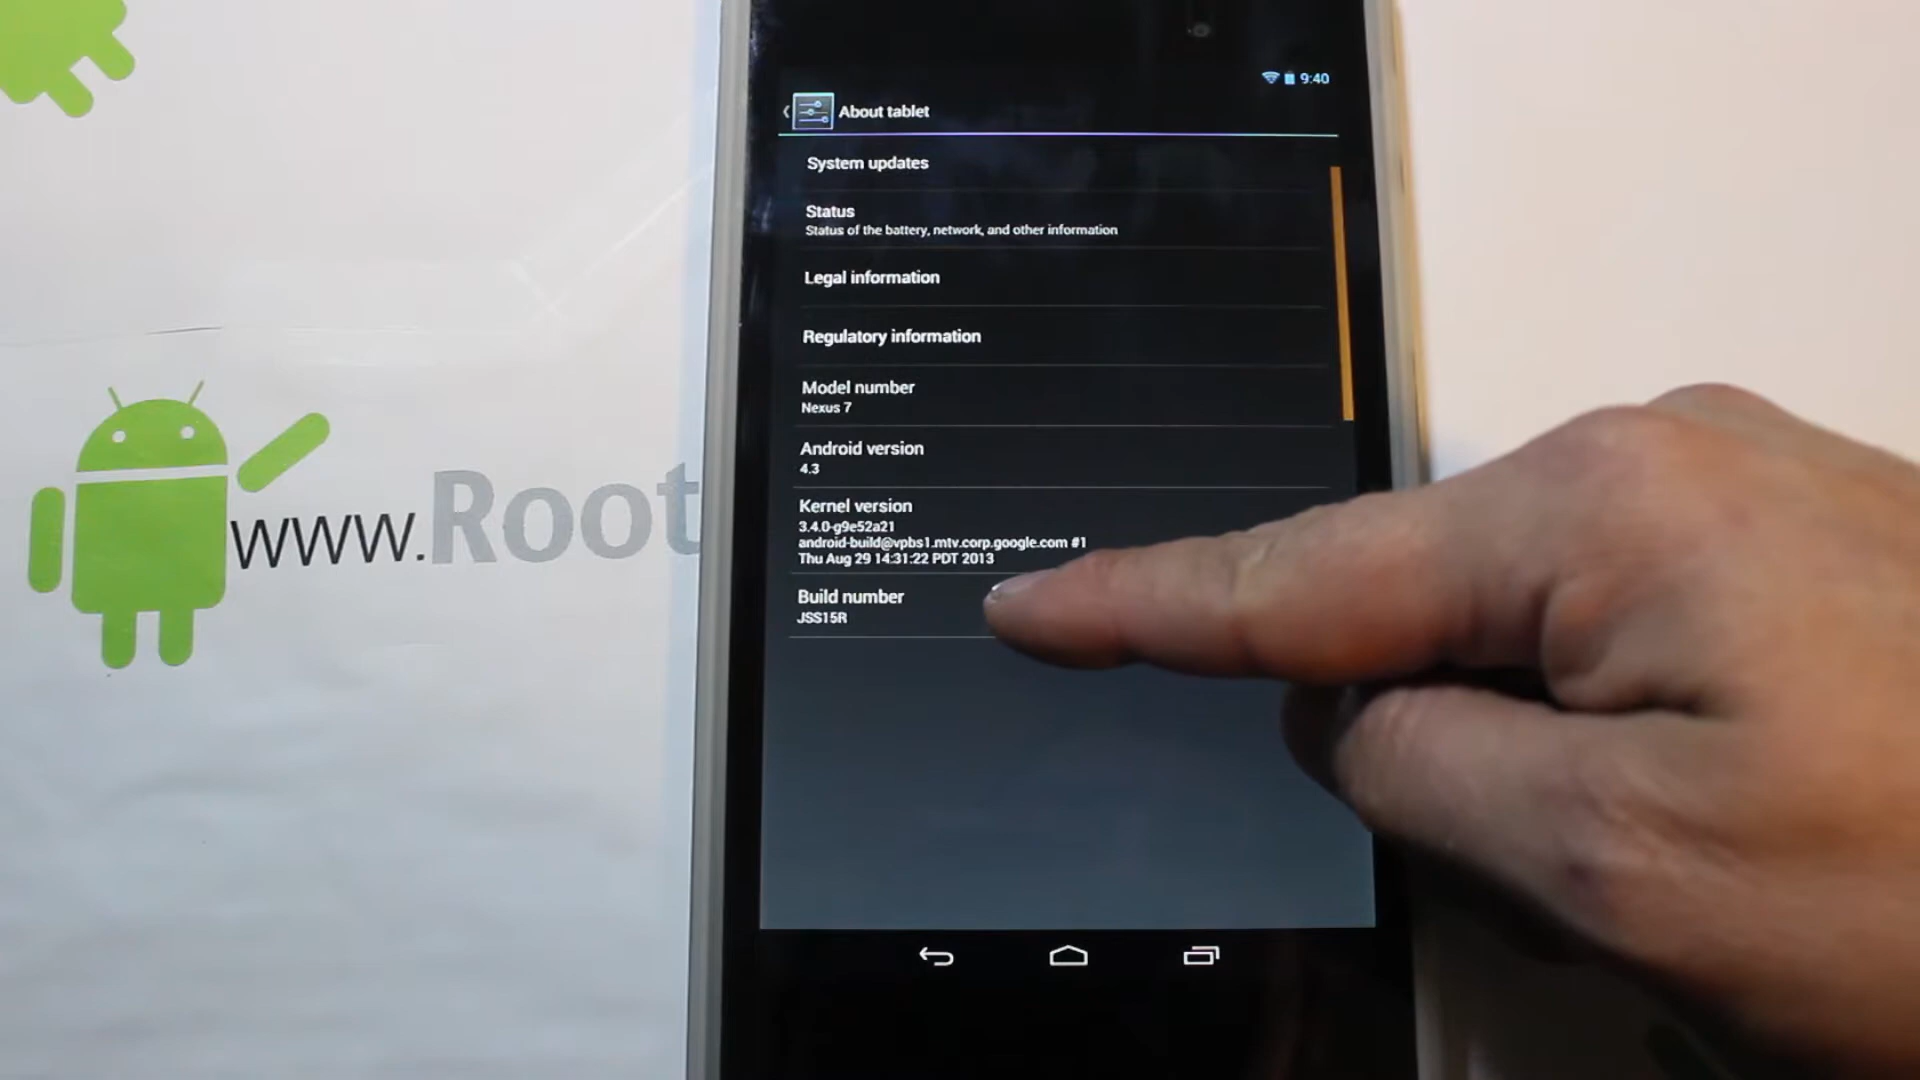 9:40
About tablet
System updates
Status
Status of the battery, network, and other information
Legal information
Regulatory information
Model number
Nexus 7
Android version
4.3
Kernel version
3.4.0-g9e52a21
android-build@vpbs1.mtv.corp.google.com #1
Thu Aug 29 14:31:22 PDT 2013
Build number
JSS15R
www.Root